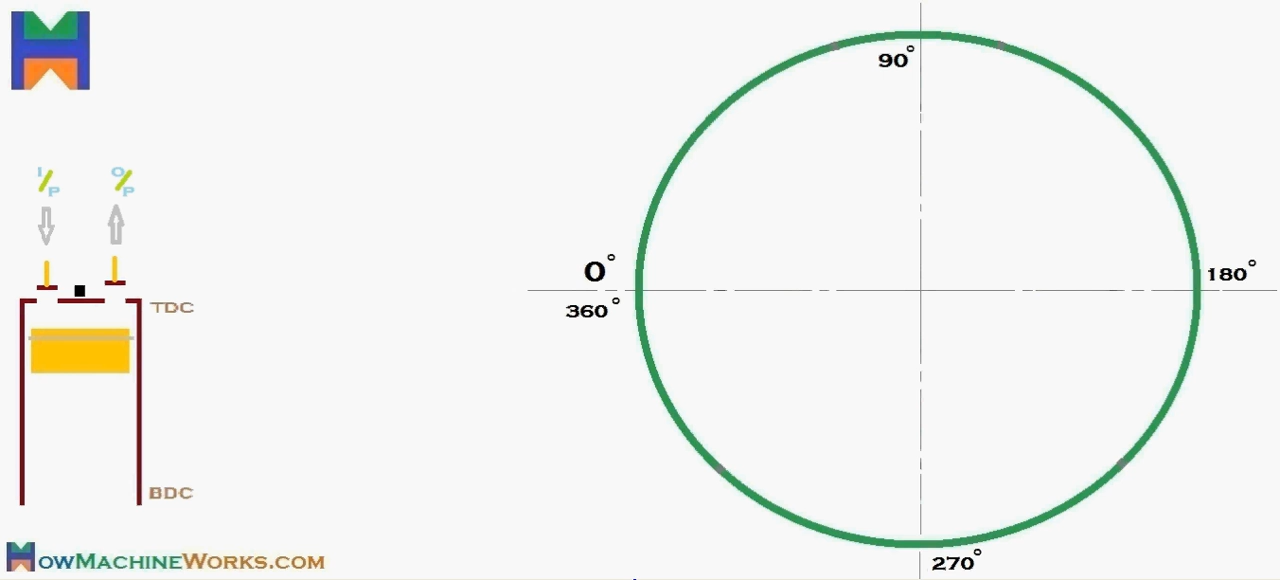 I/P O/P
TDC
BDC
HowMachineWorks.com
90°
0°
360°
180°
270°